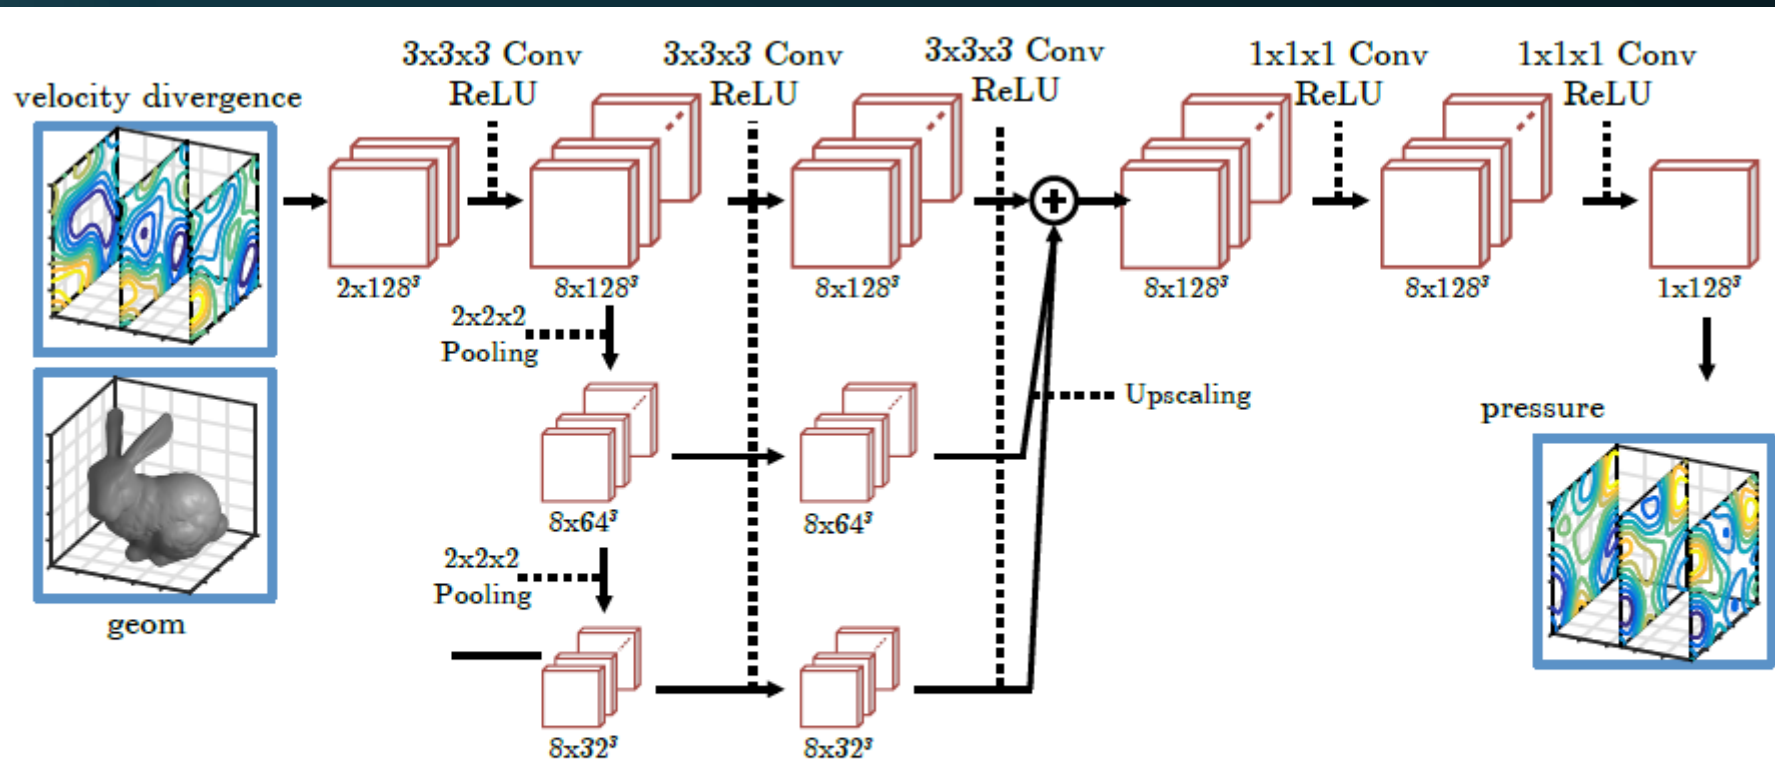 velocity divergence
3x3x3 Conv
ReLU
3x3x3 Conv
ReLU
3x3x3 Conv
ReLU
1x1x1 Conv
ReLU
1x1x1 Conv
ReLU
2x128³
8x128³
8x128³
8x128³
8x128³
1x128³
2x2x2
Pooling
Upscaling
pressure
8x64³
8x64³
2x2x2
Pooling
geom
8x32³
8x32³